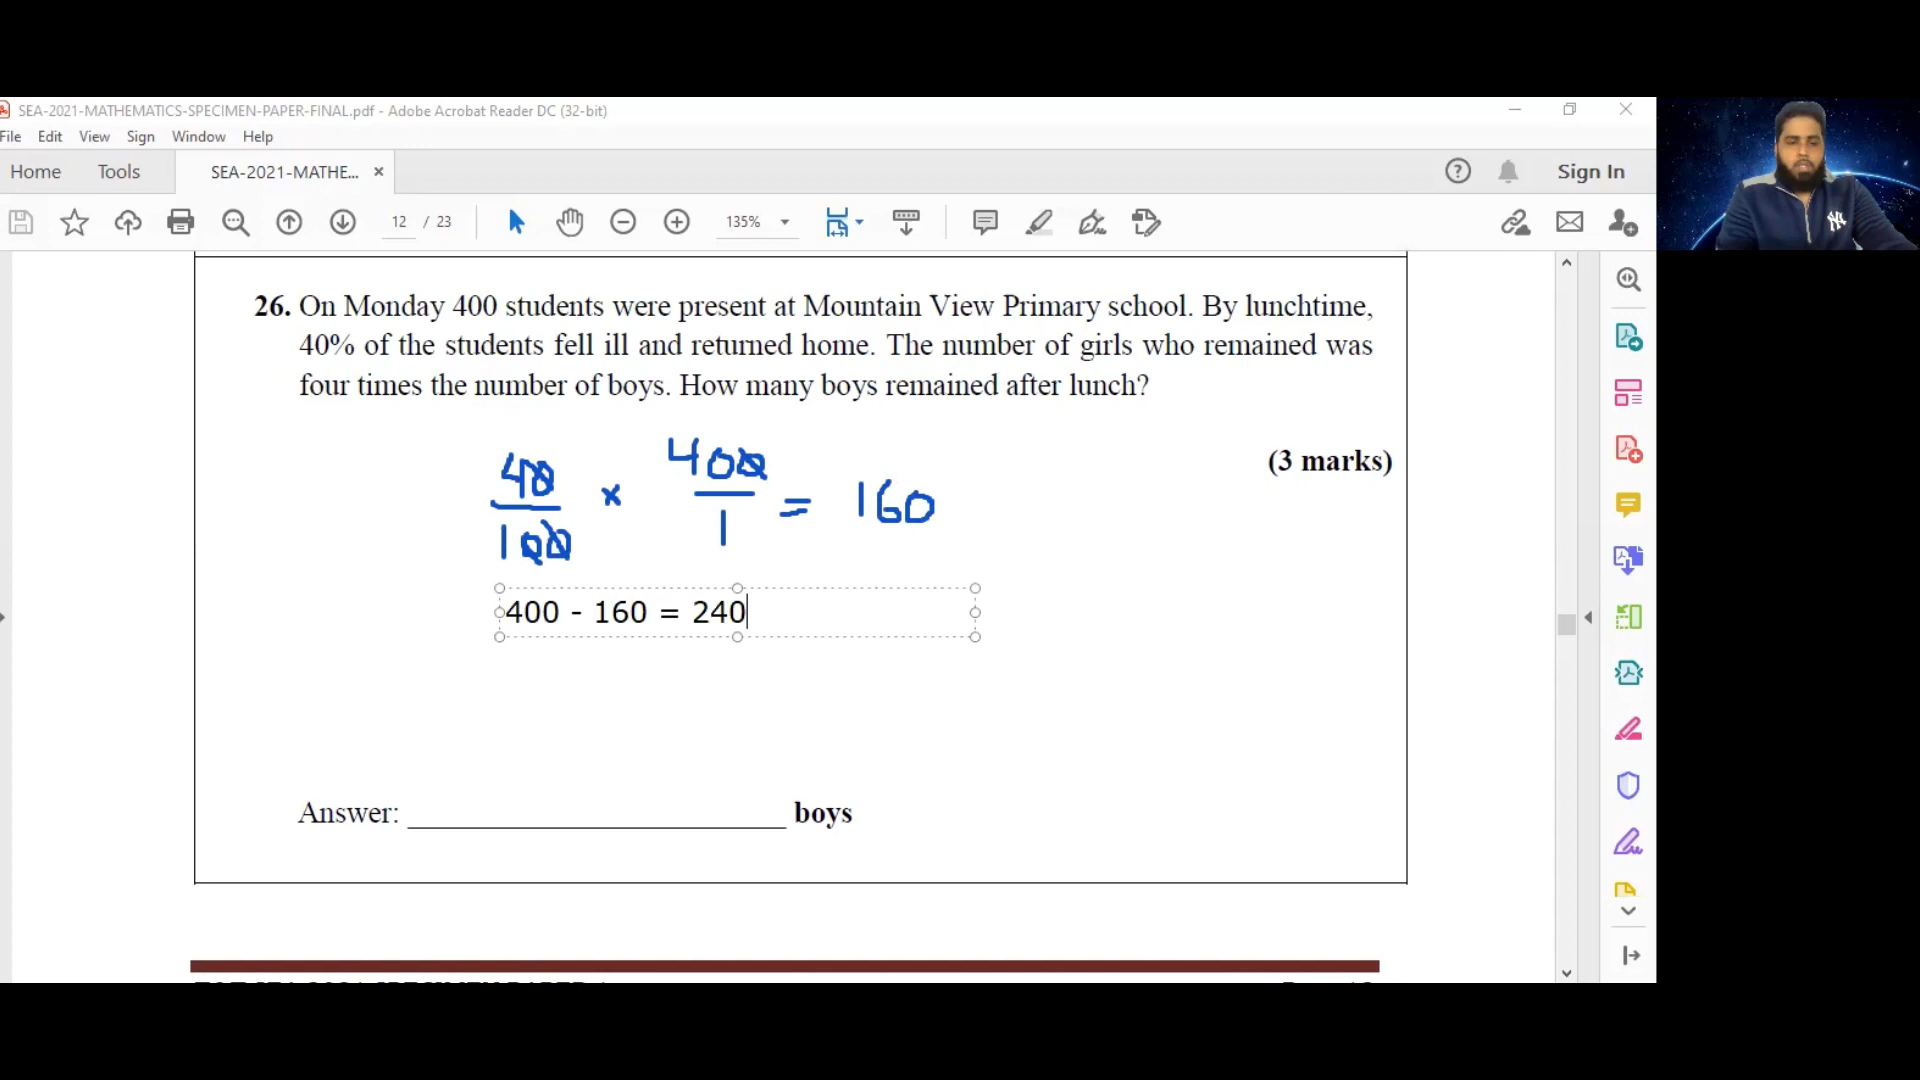 SEA-2021-MATHEMATICS-SPECIMEN-PAPER-FINAL.pdf - Adobe Acrobat Reader DC (32-bit)
File Edit View Sign Window Help
Home Tools SEA-2021-MATHE... × Sign In
12 / 23 135%
26. On Monday 400 students were present at Mountain View Primary school. By lunchtime,
40% of the students fell ill and returned home. The number of girls who remained was
four times the number of boys. How many boys remained after lunch?
(3 marks)
40/100 × 400/1 = 160
400 - 160 = 240
Answer: __________________________ boys